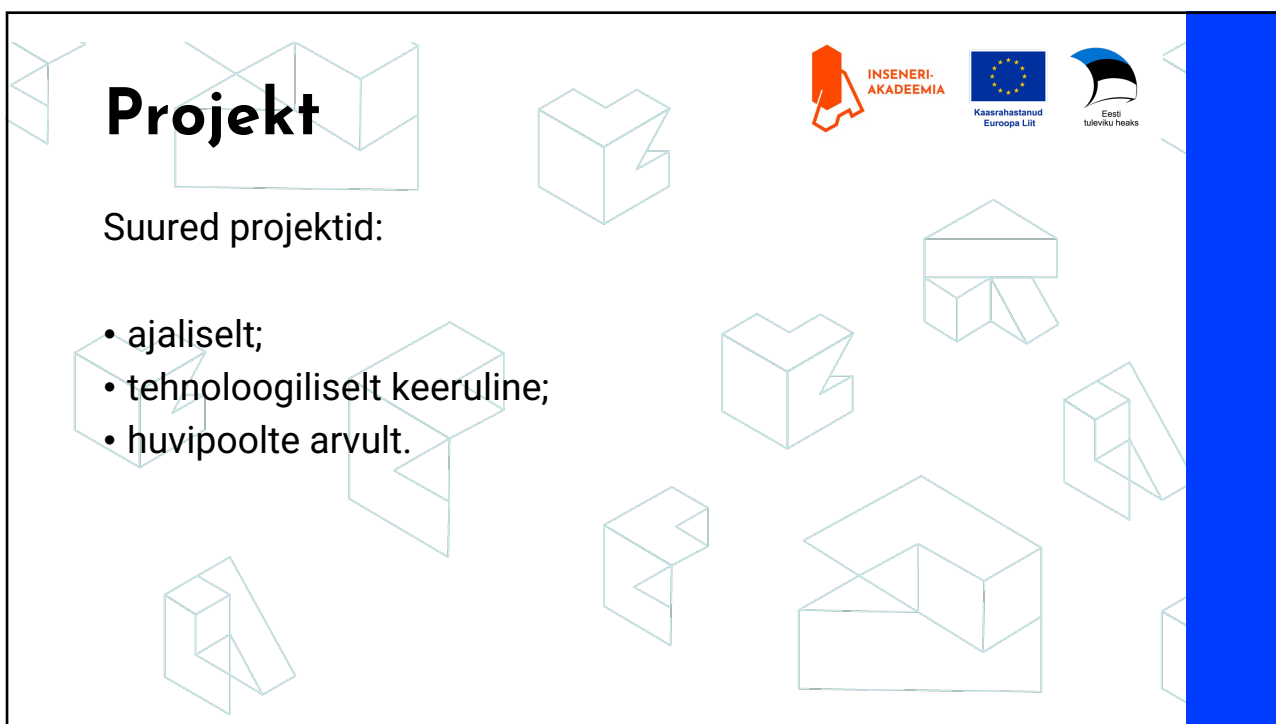 Projekt
INSENERI-
AKADEEMIA
Kaasrahastanud
Euroopa Liit
Eesti
tuleviku heaks
Suured projektid:
• ajaliselt;
• tehnoloogiliselt keeruline;
• huvipoolte arvult.